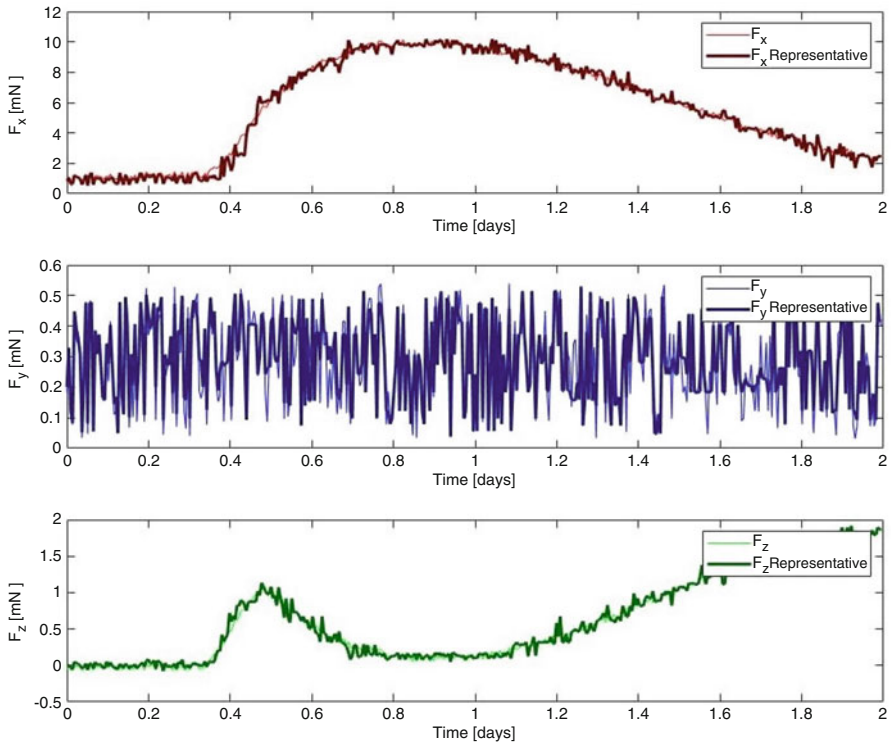 12
10
8
6
4
2
0
F_x [mN]
F_x
F_x Representative
0 0.2 0.4 0.6 0.8 1 1.2 1.4 1.6 1.8 2
Time [days]
0.6
0.5
0.4
0.3
0.2
0.1
0
F_y [mN]
F_y
F_y Representative
0 0.2 0.4 0.6 0.8 1 1.2 1.4 1.6 1.8 2
Time [days]
2
1.5
1
0.5
0
-0.5
F_z [mN]
F_z
F_z Representative
0 0.2 0.4 0.6 0.8 1 1.2 1.4 1.6 1.8 2
Time [days]